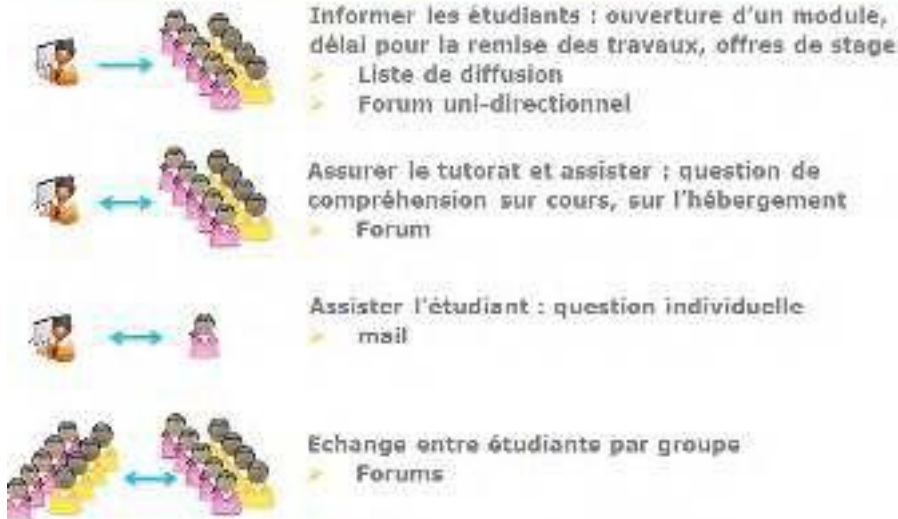 Informer les étudiants : ouverture d'un module,
délai pour la remise des travaux, offres de stage
Liste de diffusion
Forum uni-directionnel
Assurer le tutorat et assister : question de
compréhension sur cours, sur l'hébergement
Forum
Assister l'étudiant : question individuelle
mail
Echange entre étudiants par groupe
Forums